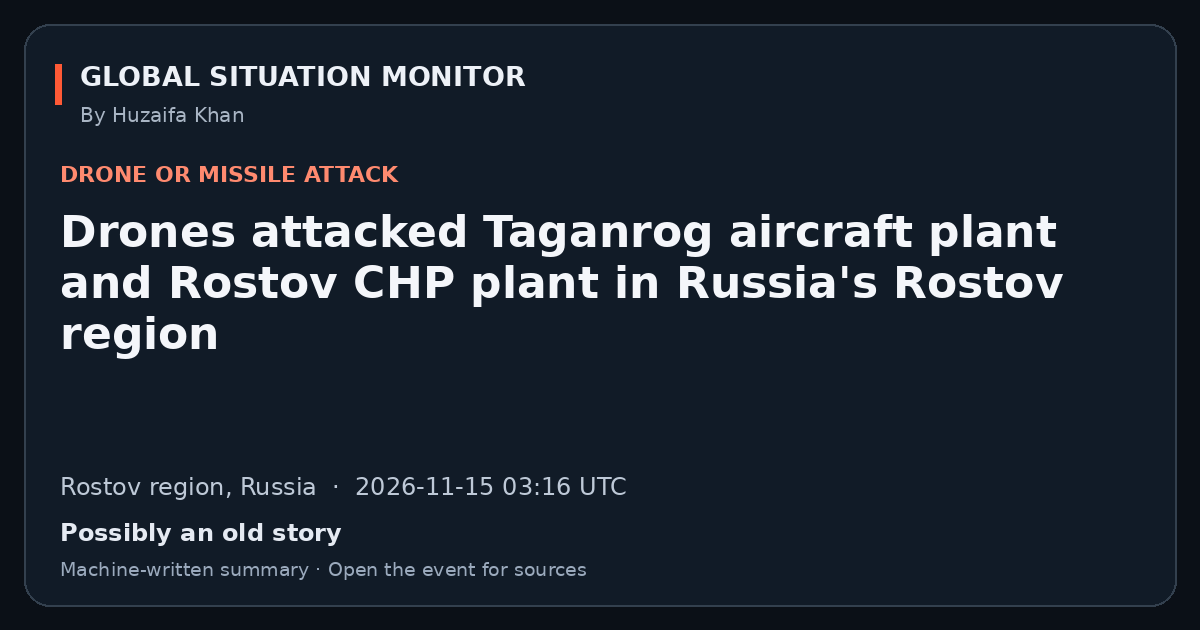 GLOBAL SITUATION MONITOR
By Huzaifa Khan
DRONE OR MISSILE ATTACK
Drones attacked Taganrog aircraft plant
and Rostov CHP plant in Russia's Rostov
region
Rostov region, Russia · 2026-11-15 03:16 UTC
Possibly an old story
Machine-written summary · Open the event for sources